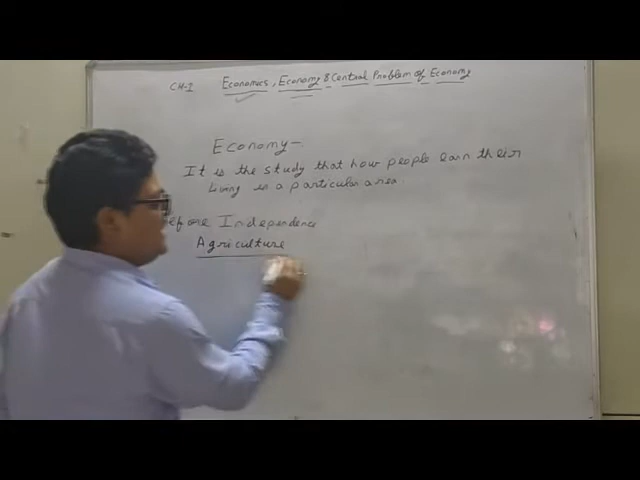 CH-1 Economics, Economy & Central Problem of Economy
Economy-
It is the study that how people earn their
living in a particular area.
efore Independence
Agriculture